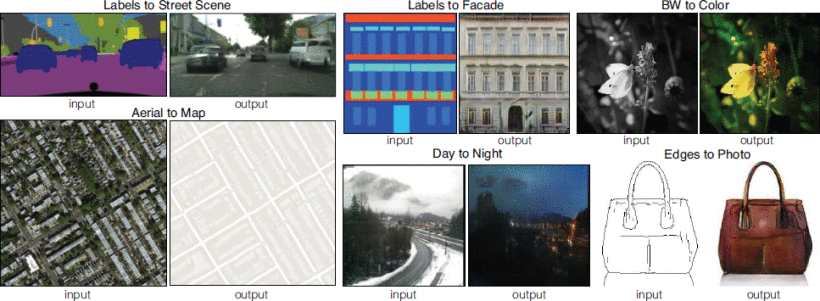 Labels to Street Scene
input
output
Labels to Facade
input
output
BW to Color
input
output
Aerial to Map
input
output
Day to Night
input
output
Edges to Photo
input
output